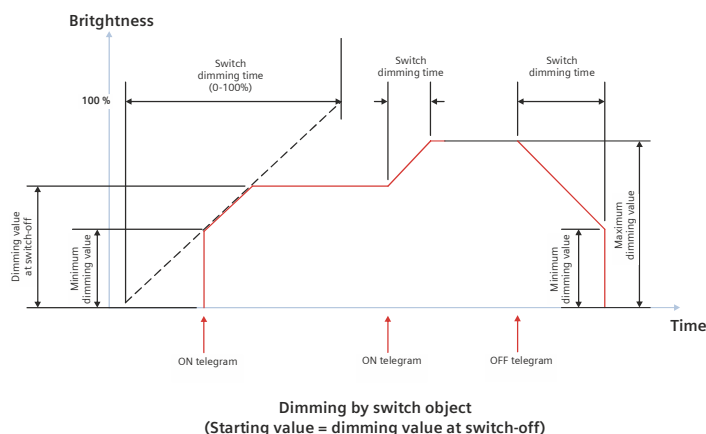 Britghtness
Switch
dimming time
(0-100%)
Switch
dimming time
Switch
dimming time
100 %
Dimming value
at switch-off
Minimum
dimming value
Minimum
dimming value
Maximum
dimming value
Time
ON telegram
ON telegram
OFF telegram
Dimming by switch object
(Starting value = dimming value at switch-off)